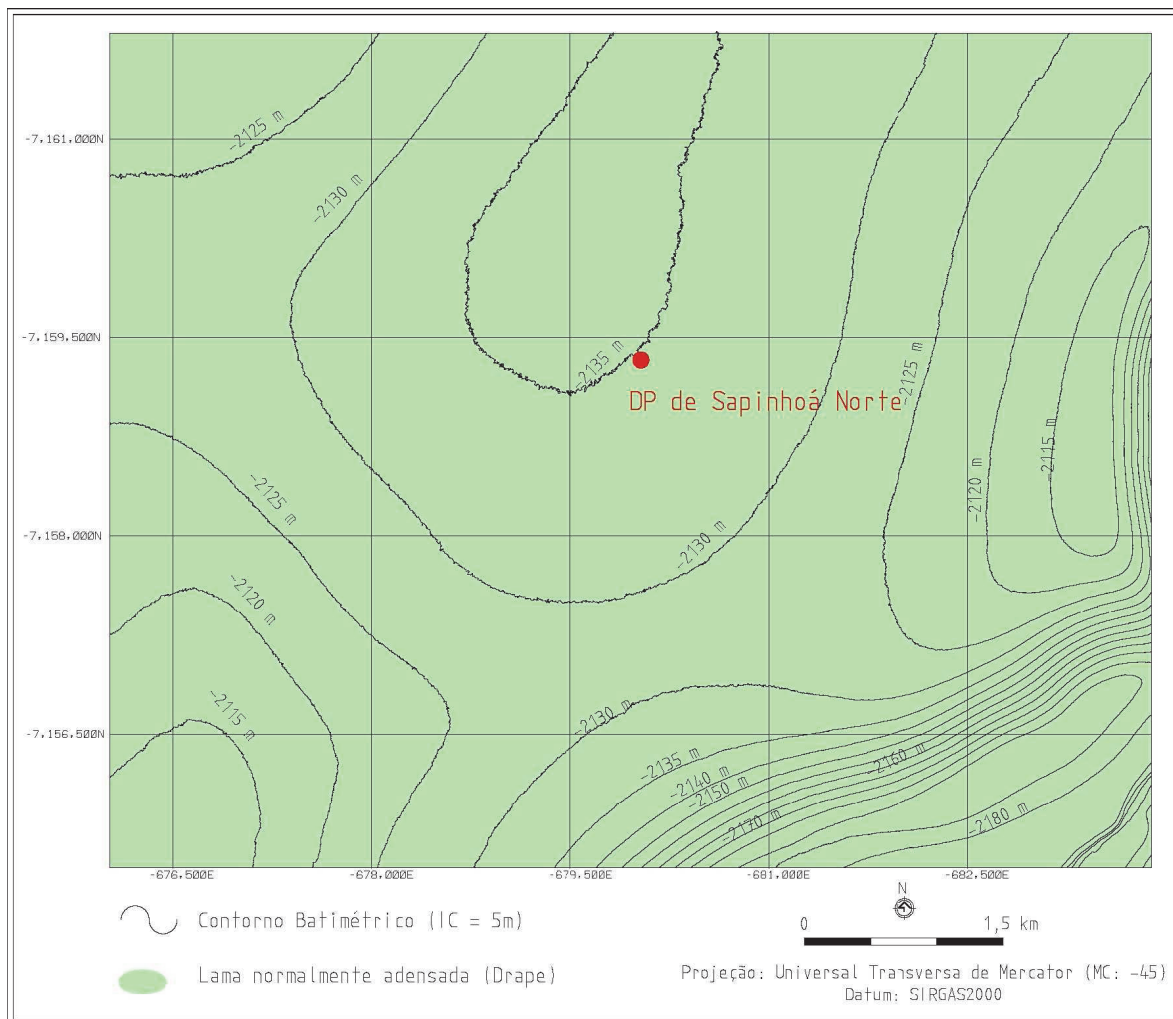 -2125 m
-7,161,000N
-2130 m
-7,159,500N
-2135 m
-2125 m
DP de Sapinhoá Norte
-2115 m
-2120 m
-2125 m
-7,158,000N
-2130 m
-2120 m
-2115 m
-2130 m
-7,156,500N
-2135 m
-2160 m
-2140 m
-2150 m
-2170 m
-2180 m
-676,500E
-678,000E
-679,500E
-681,000E
-682,500E
N
Contorno Batimétrico (IC = 5m)
0
1,5 km
Lama normalmente adensada (Drape)
Projeção: Universal Transversa de Mercator (MC: -45)
Datum: SIRGAS2000